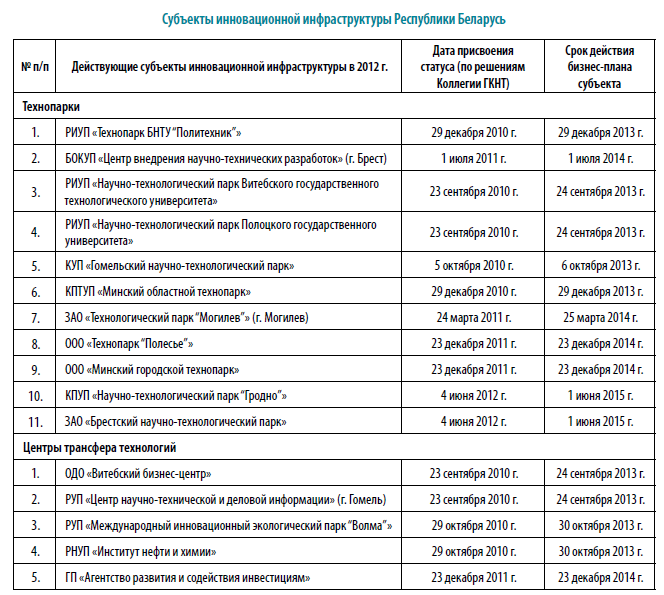 Субъекты инновационной инфраструктуры Республики Беларусь
№ п/п
Действующие субъекты инновационной инфраструктуры в 2012 г.
Дата присвоения
статуса (по решениям
Коллегии ГКНТ)
Срок действия
бизнес-плана
субъекта
Технопарки
1. РИУП «Технопарк БНТУ “Политехник”» 29 декабря 2010 г. 29 декабря 2013 г.
2. БОКУП «Центр внедрения научно-технических разработок» (г. Брест) 1 июля 2011 г. 1 июля 2014 г.
3. РИУП «Научно-технологический парк Витебского государственного
технологического университета» 23 сентября 2010 г. 24 сентября 2013 г.
4. РИУП «Научно-технологический парк Полоцкого государственного
университета» 23 сентября 2010 г. 24 сентября 2013 г.
5. КУП «Гомельский научно-технологический парк» 5 октября 2010 г. 6 октября 2013 г.
6. КПТУП «Минский областной технопарк» 29 декабря 2010 г. 29 декабря 2013 г.
7. ЗАО «Технологический парк “Могилев”» (г. Могилев) 24 марта 2011 г. 25 марта 2014 г.
8. ООО «Технопарк “Полесье”» 23 декабря 2011 г. 23 декабря 2014 г.
9. ООО «Минский городской технопарк» 23 декабря 2011 г. 23 декабря 2014 г.
10. КПУП «Научно-технологический парк “Гродно”» 4 июня 2012 г. 1 июня 2015 г.
11. ЗАО «Брестский научно-технологический парк» 4 июня 2012 г. 1 июня 2015 г.
Центры трансфера технологий
1. ОДО «Витебский бизнес-центр» 23 сентября 2010 г. 24 сентября 2013 г.
2. РУП «Центр научно-технической и деловой информации» (г. Гомель) 23 сентября 2010 г. 24 сентября 2013 г.
3. РУП «Международный инновационный экологический парк “Волма”» 29 октября 2010 г. 30 октября 2013 г.
4. РНУП «Институт нефти и химии» 29 октября 2010 г. 30 октября 2013 г.
5. ГП «Агентство развития и содействия инвестициям» 23 декабря 2011 г. 23 декабря 2014 г.